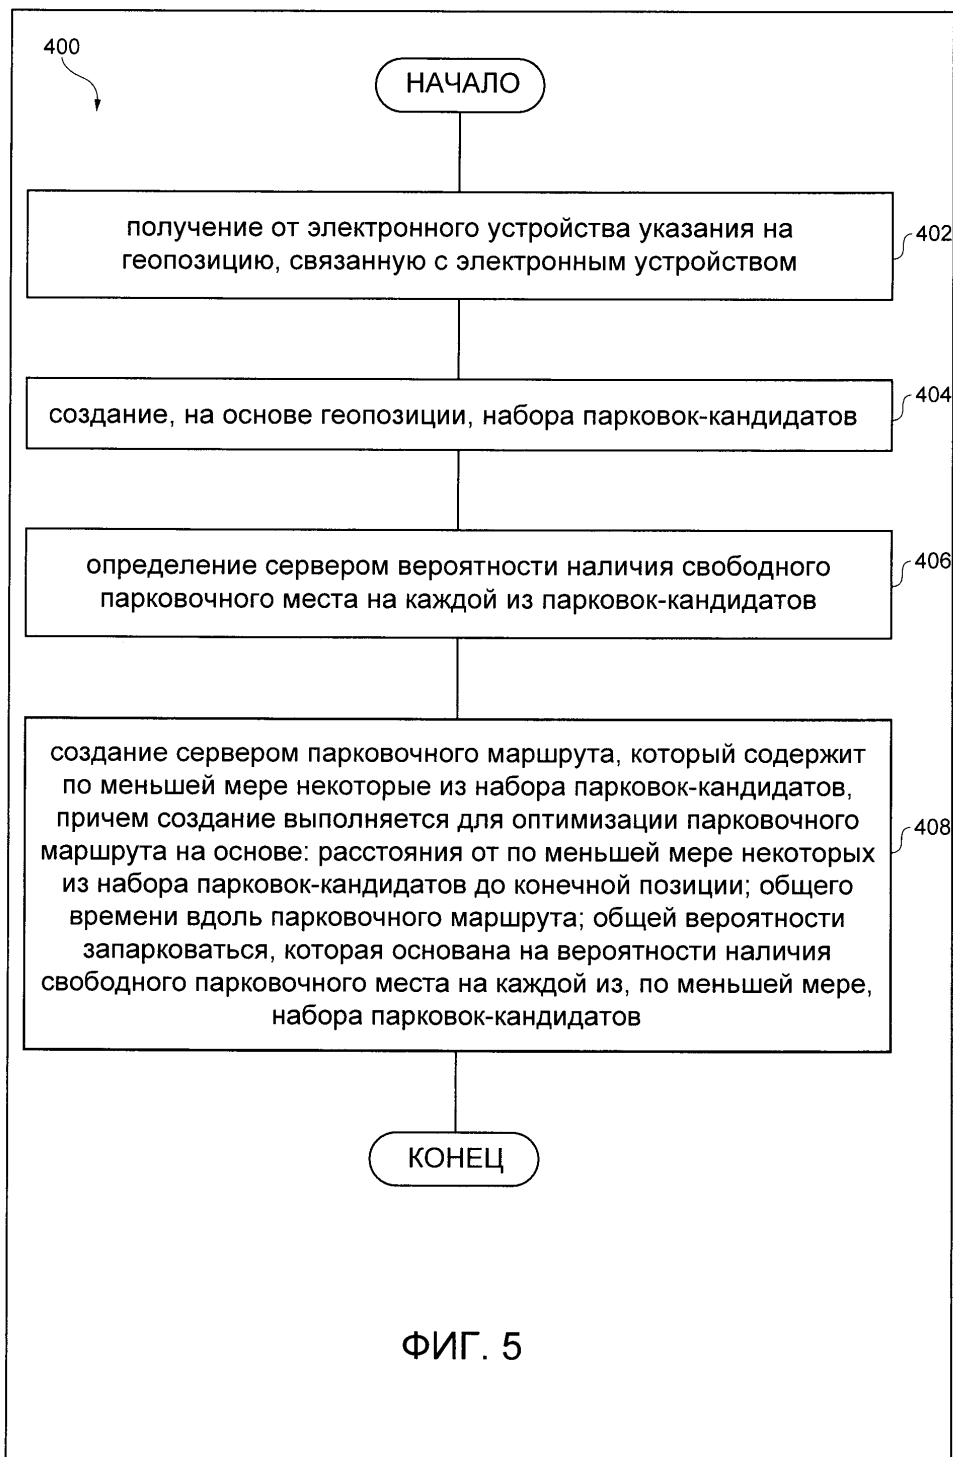 400
НАЧАЛО
получение от электронного устройства указания на
геопозицию, связанную с электронным устройством
402
создание, на основе геопозиции, набора парковок-кандидатов
404
определение сервером вероятности наличия свободного
парковочного места на каждой из парковок-кандидатов
406
создание сервером парковочного маршрута, который содержит
по меньшей мере некоторые из набора парковок-кандидатов,
причем создание выполняется для оптимизации парковочного
маршрута на основе: расстояния от по меньшей мере некоторых
из набора парковок-кандидатов до конечной позиции; общего
времени вдоль парковочного маршрута; общей вероятности
запарковаться, которая основана на вероятности наличия
свободного парковочного места на каждой из, по меньшей мере,
набора парковок-кандидатов
408
КОНЕЦ
ФИГ. 5